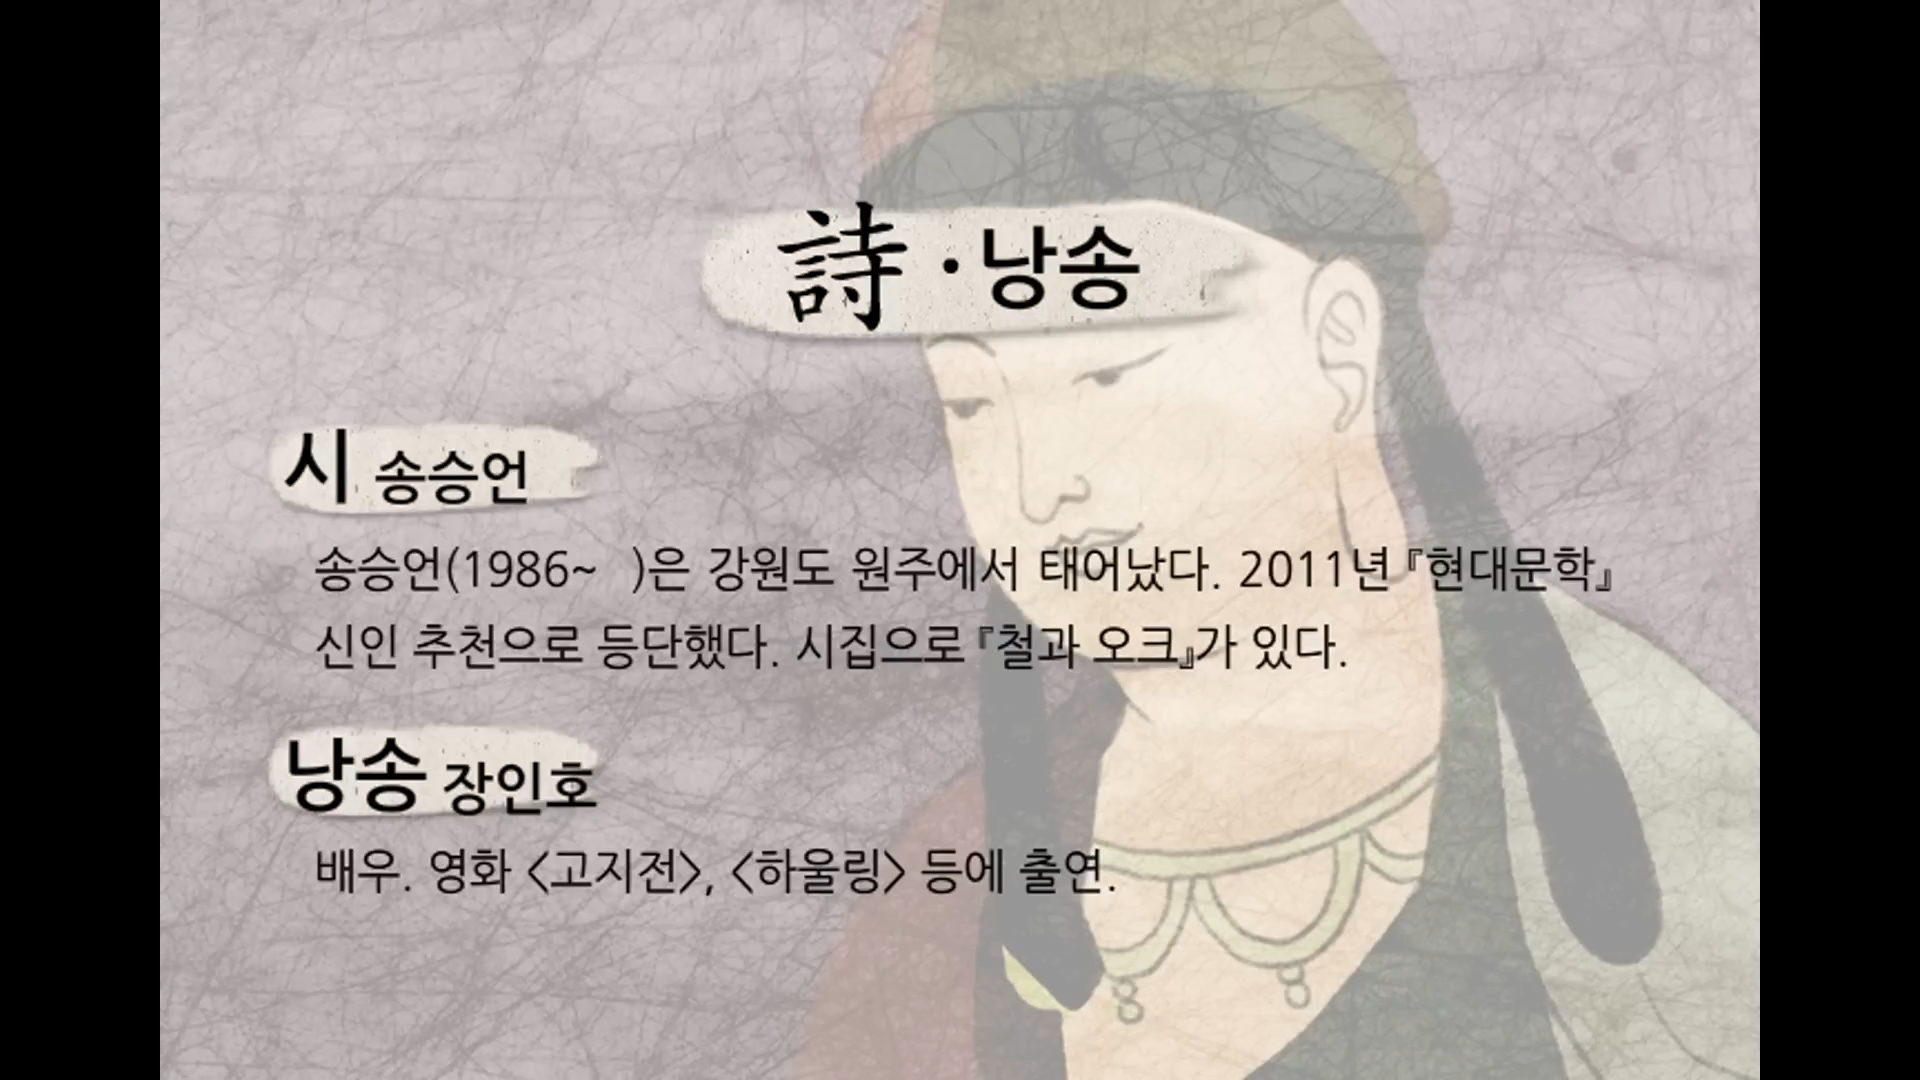 詩·낭송
시 송승언
송승언(1986~  )은 강원도 원주에서 태어났다. 2011년 『현대문학』
신인 추천으로 등단했다. 시집으로 『철과 오크』가 있다.
낭송 장인호
배우. 영화 <고지전>, <하울링> 등에 출연.